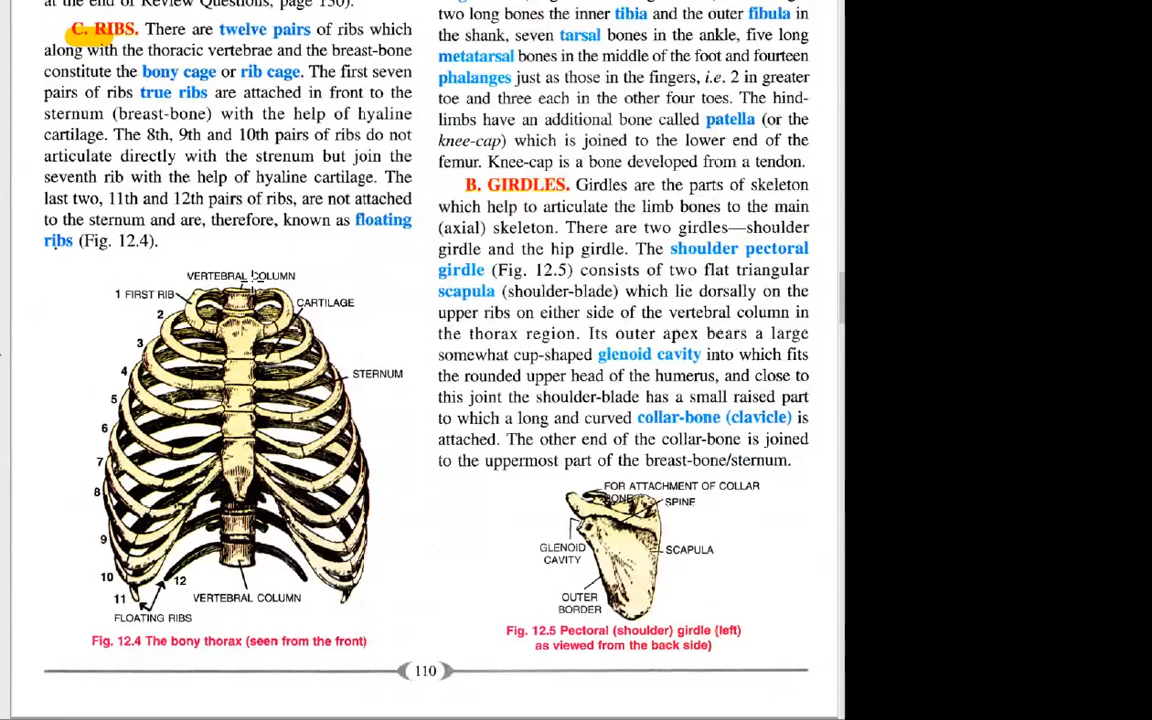 at the end of Review Questions, page 130).
C. RIBS. There are twelve pairs of ribs which
along with the thoracic vertebrae and the breast-bone
constitute the bony cage or rib cage. The first seven
pairs of ribs true ribs are attached in front to the
sternum (breast-bone) with the help of hyaline
cartilage. The 8th, 9th and 10th pairs of ribs do not
articulate directly with the strenum but join the
seventh rib with the help of hyaline cartilage. The
last two, 11th and 12th pairs of ribs, are not attached
to the sternum and are, therefore, known as floating
ribs (Fig. 12.4).
VERTEBRAL COLUMN
1 FIRST RIB
CARTILAGE
2
3
4
STERNUM
5
6
7
8
9
10
12
11
VERTEBRAL COLUMN
FLOATING RIBS
Fig. 12.4 The bony thorax (seen from the front)
two long bones the inner tibia and the outer fibula in
the shank, seven tarsal bones in the ankle, five long
metatarsal bones in the middle of the foot and fourteen
phalanges just as those in the fingers, i.e. 2 in greater
toe and three each in the other four toes. The hind-
limbs have an additional bone called patella (or the
knee-cap) which is joined to the lower end of the
femur. Knee-cap is a bone developed from a tendon.
B. GIRDLES. Girdles are the parts of skeleton
which help to articulate the limb bones to the main
(axial) skeleton. There are two girdles—shoulder
girdle and the hip girdle. The shoulder pectoral
girdle (Fig. 12.5) consists of two flat triangular
scapula (shoulder-blade) which lie dorsally on the
upper ribs on either side of the vertebral column in
the thorax region. Its outer apex bears a large
somewhat cup-shaped glenoid cavity into which fits
the rounded upper head of the humerus, and close to
this joint the shoulder-blade has a small raised part
to which a long and curved collar-bone (clavicle) is
attached. The other end of the collar-bone is joined
to the uppermost part of the breast-bone/sternum.
FOR ATTACHMENT OF COLLAR
BONE
SPINE
GLENOID
CAVITY
SCAPULA
OUTER
BORDER
Fig. 12.5 Pectoral (shoulder) girdle (left)
as viewed from the back side)
110